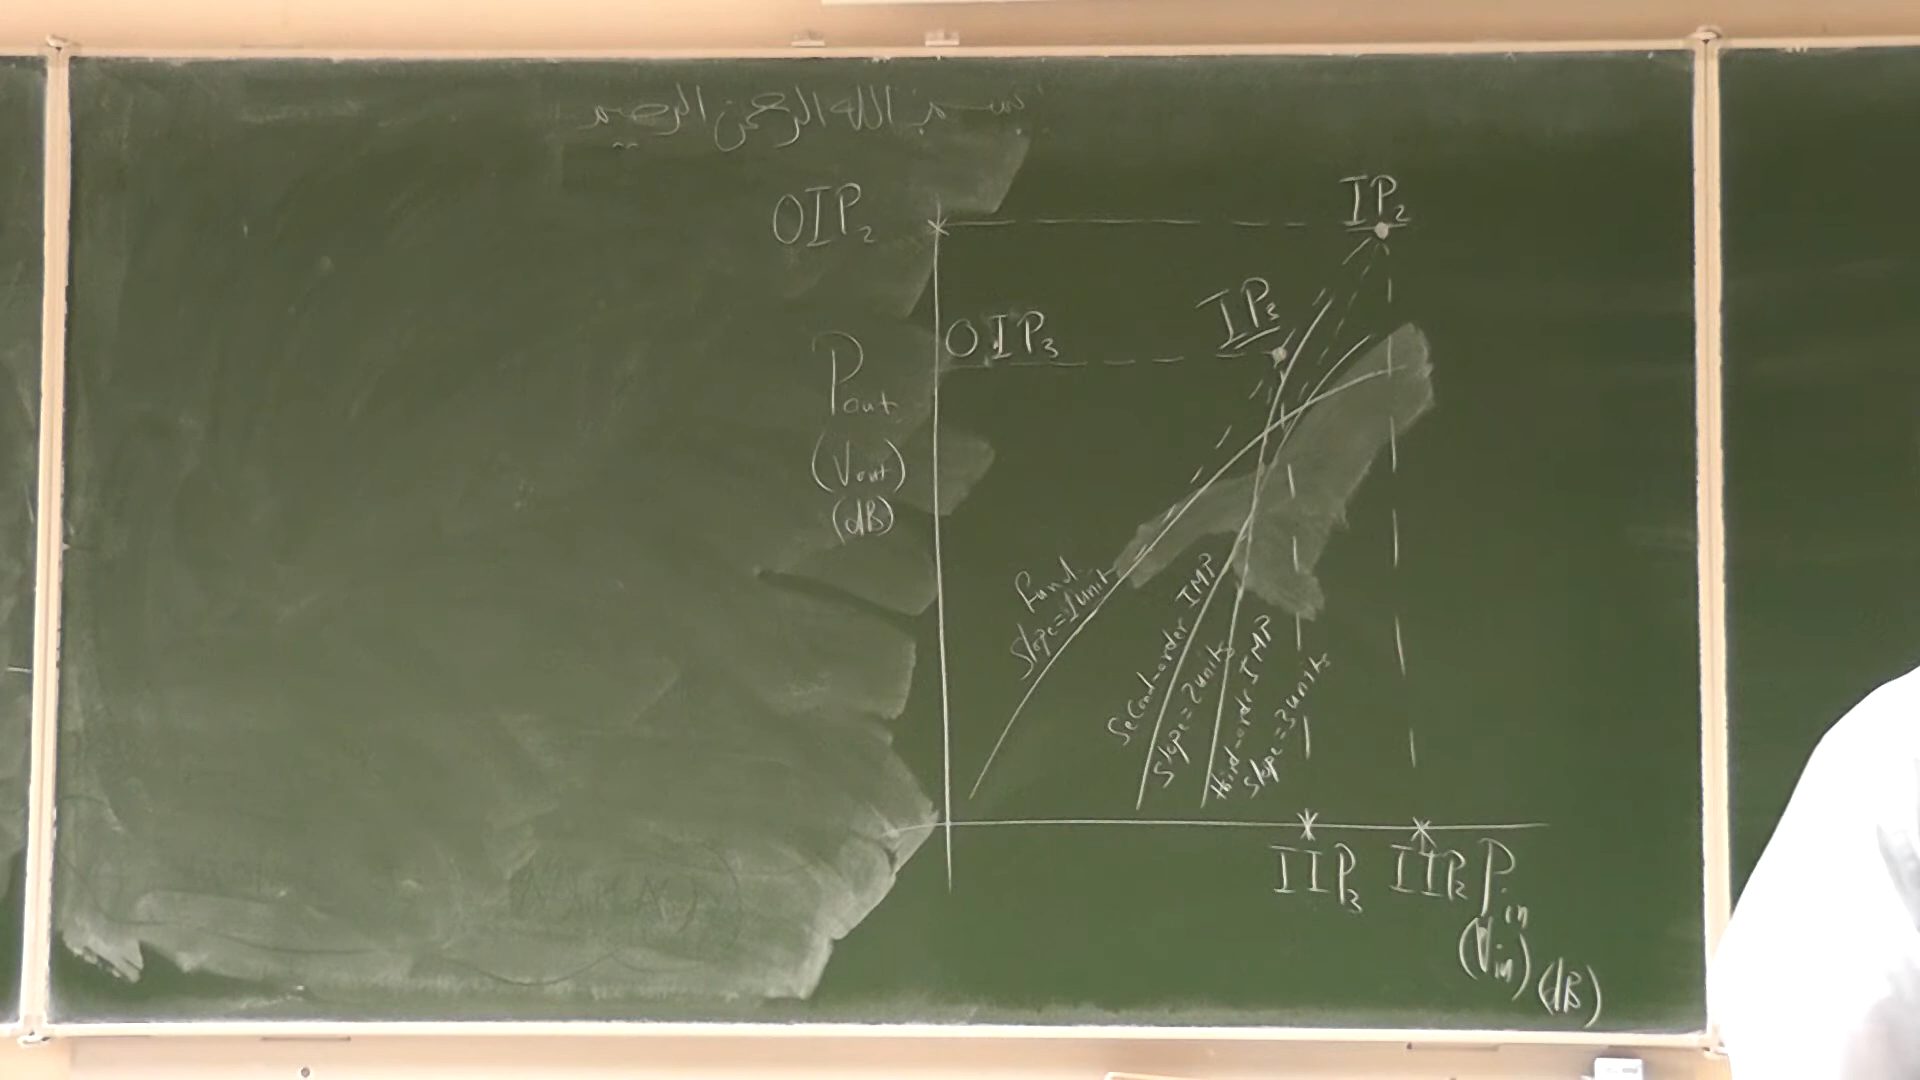 بسم الله الرحمن الرحيم
OIP₂
IP₂
IP₃
OIP₃
Pout
(Vout)
(dB)
Fund.
Slope=1unit
Second-order IMP
Slope=2units
third-order IMP
Slope=3units
IIP₃
IIP₂
Pin
(Vin) (dB)